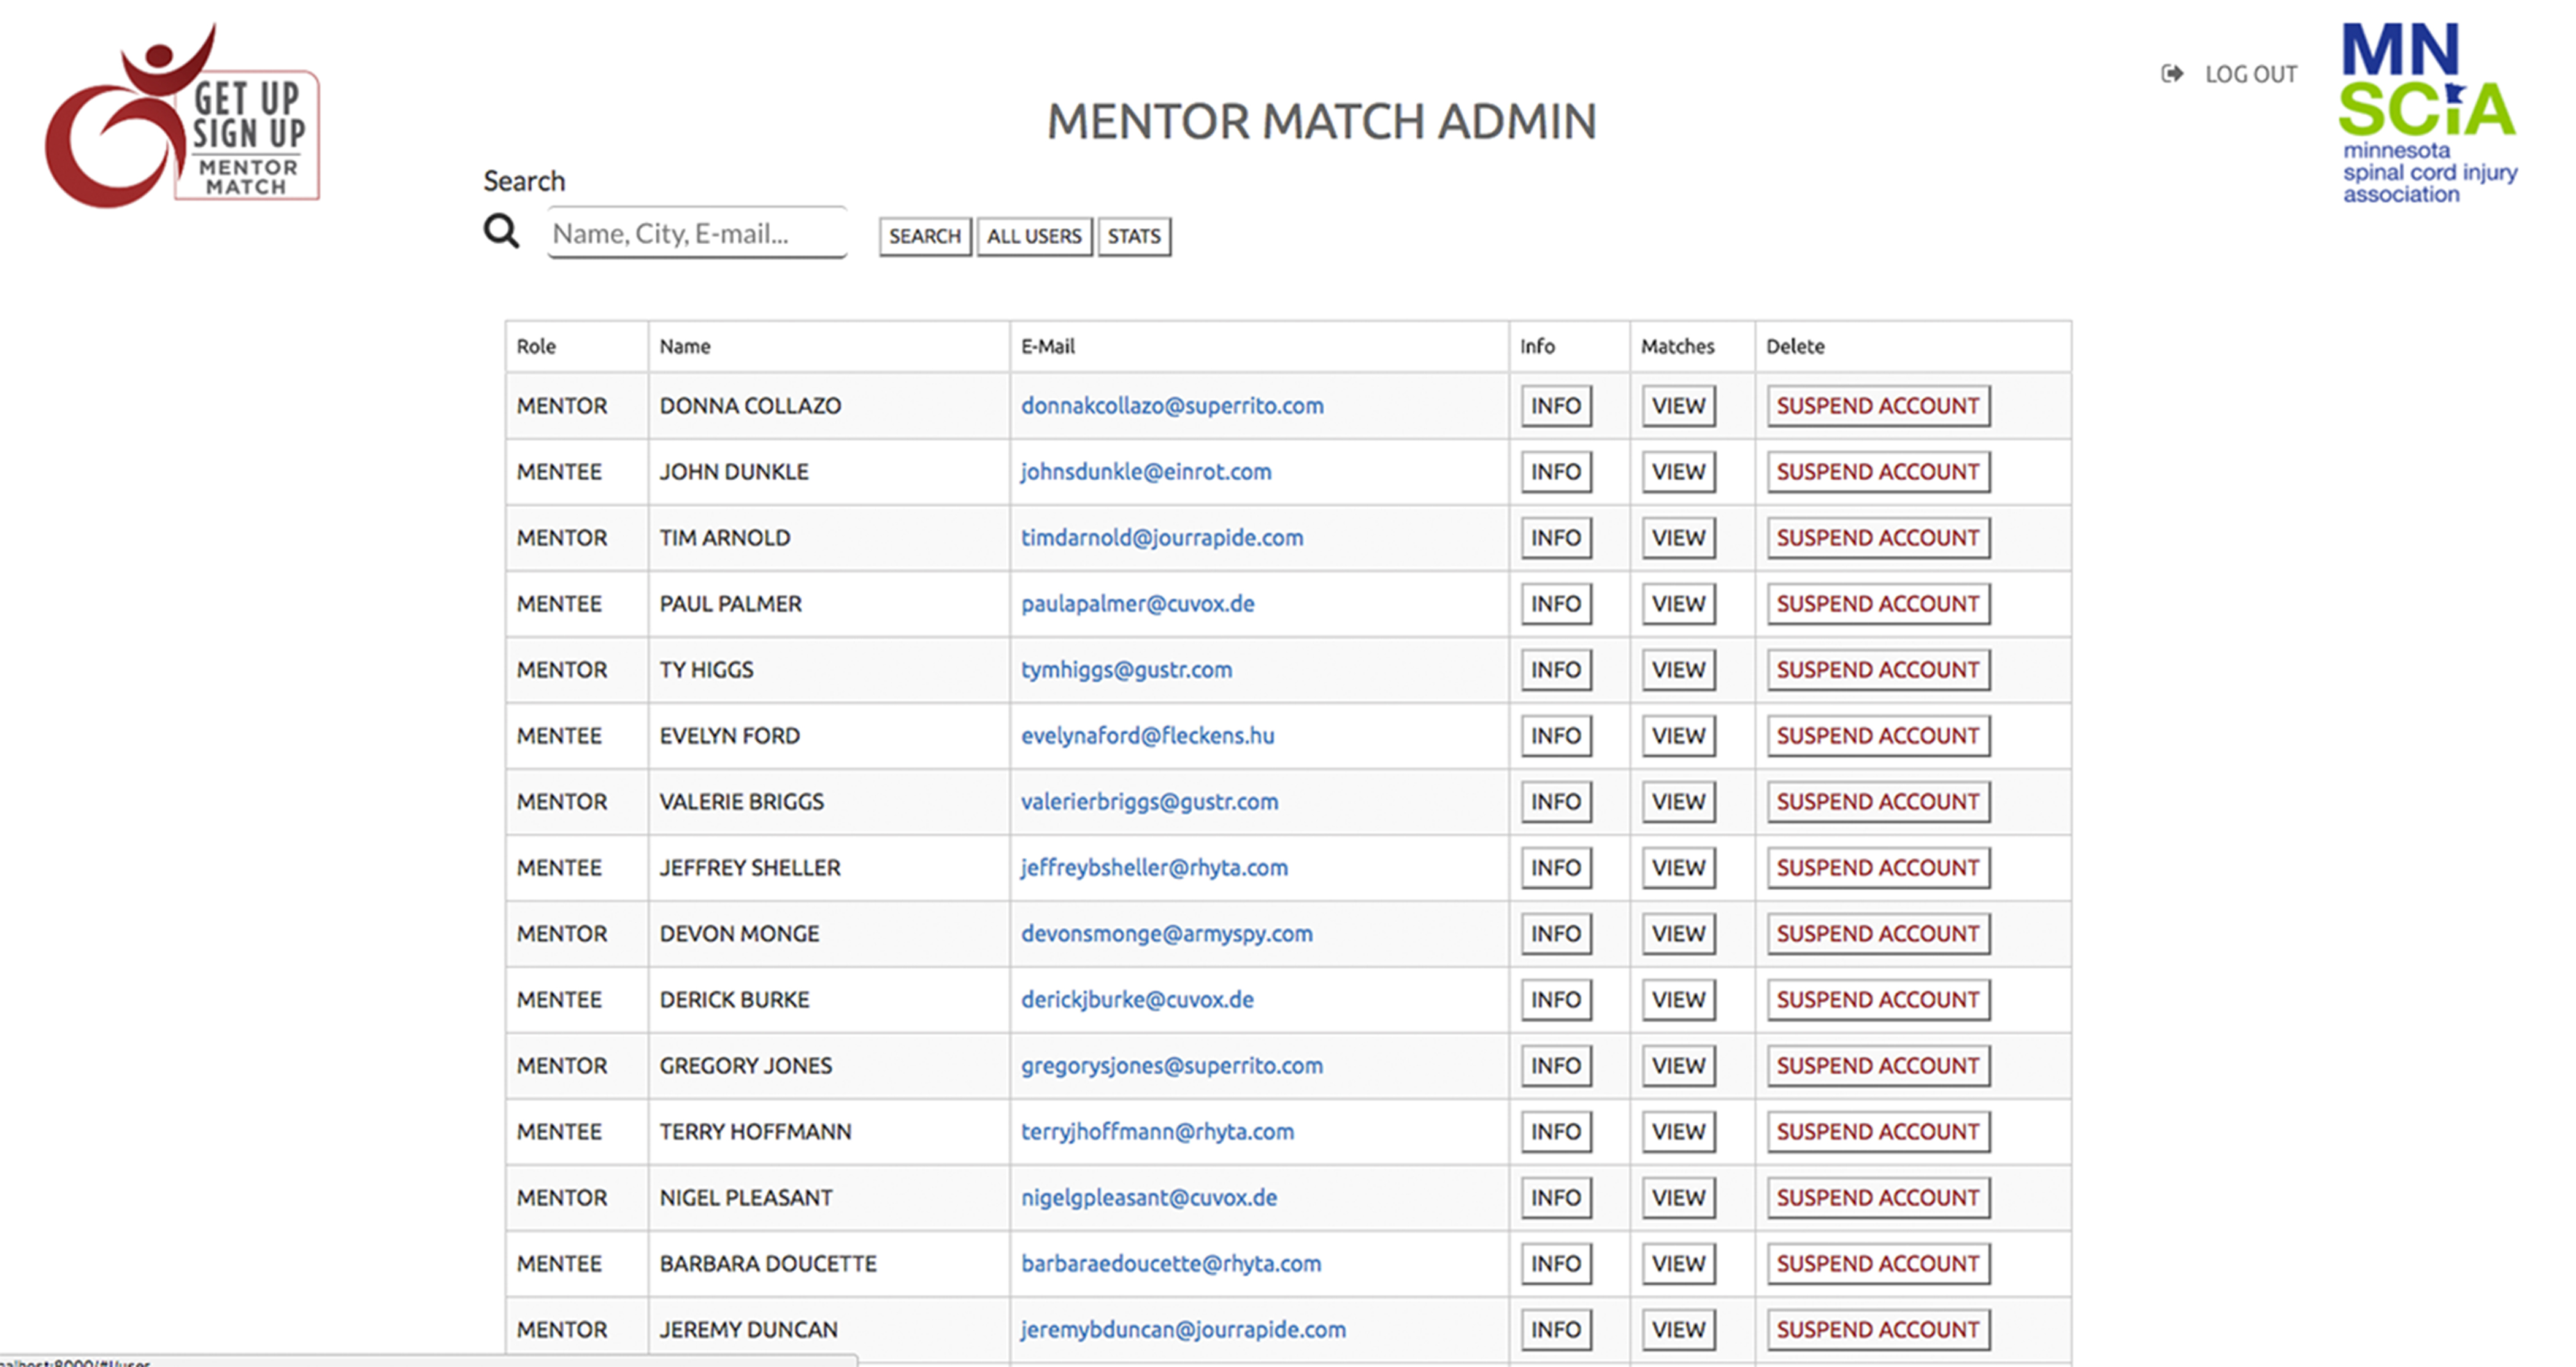 GET UP
SIGN UP
MENTOR
MATCH
MENTOR MATCH ADMIN
LOG OUT
MN
SCiA
minnesota
spinal cord injury
association
Search
Name, City, E-mail... SEARCH ALL USERS STATS
Role Name E-Mail Info Matches Delete
MENTOR DONNA COLLAZO donnakcollazo@superrito.com INFO VIEW SUSPEND ACCOUNT
MENTEE JOHN DUNKLE johnsdunkle@einrot.com INFO VIEW SUSPEND ACCOUNT
MENTOR TIM ARNOLD timdarnold@jourrapide.com INFO VIEW SUSPEND ACCOUNT
MENTEE PAUL PALMER paulapalmer@cuvox.de INFO VIEW SUSPEND ACCOUNT
MENTOR TY HIGGS tymhiggs@gustr.com INFO VIEW SUSPEND ACCOUNT
MENTEE EVELYN FORD evelynaford@fleckens.hu INFO VIEW SUSPEND ACCOUNT
MENTOR VALERIE BRIGGS valerierbriggs@gustr.com INFO VIEW SUSPEND ACCOUNT
MENTEE JEFFREY SHELLER jeffreybsheller@rhyta.com INFO VIEW SUSPEND ACCOUNT
MENTOR DEVON MONGE devonsmonge@armyspy.com INFO VIEW SUSPEND ACCOUNT
MENTEE DERICK BURKE derickjburke@cuvox.de INFO VIEW SUSPEND ACCOUNT
MENTOR GREGORY JONES gregorysjones@superrito.com INFO VIEW SUSPEND ACCOUNT
MENTEE TERRY HOFFMANN terryjhoffmann@rhyta.com INFO VIEW SUSPEND ACCOUNT
MENTOR NIGEL PLEASANT nigelgpleasant@cuvox.de INFO VIEW SUSPEND ACCOUNT
MENTEE BARBARA DOUCETTE barbaraedoucette@rhyta.com INFO VIEW SUSPEND ACCOUNT
MENTOR JEREMY DUNCAN jeremybduncan@jourrapide.com INFO VIEW SUSPEND ACCOUNT